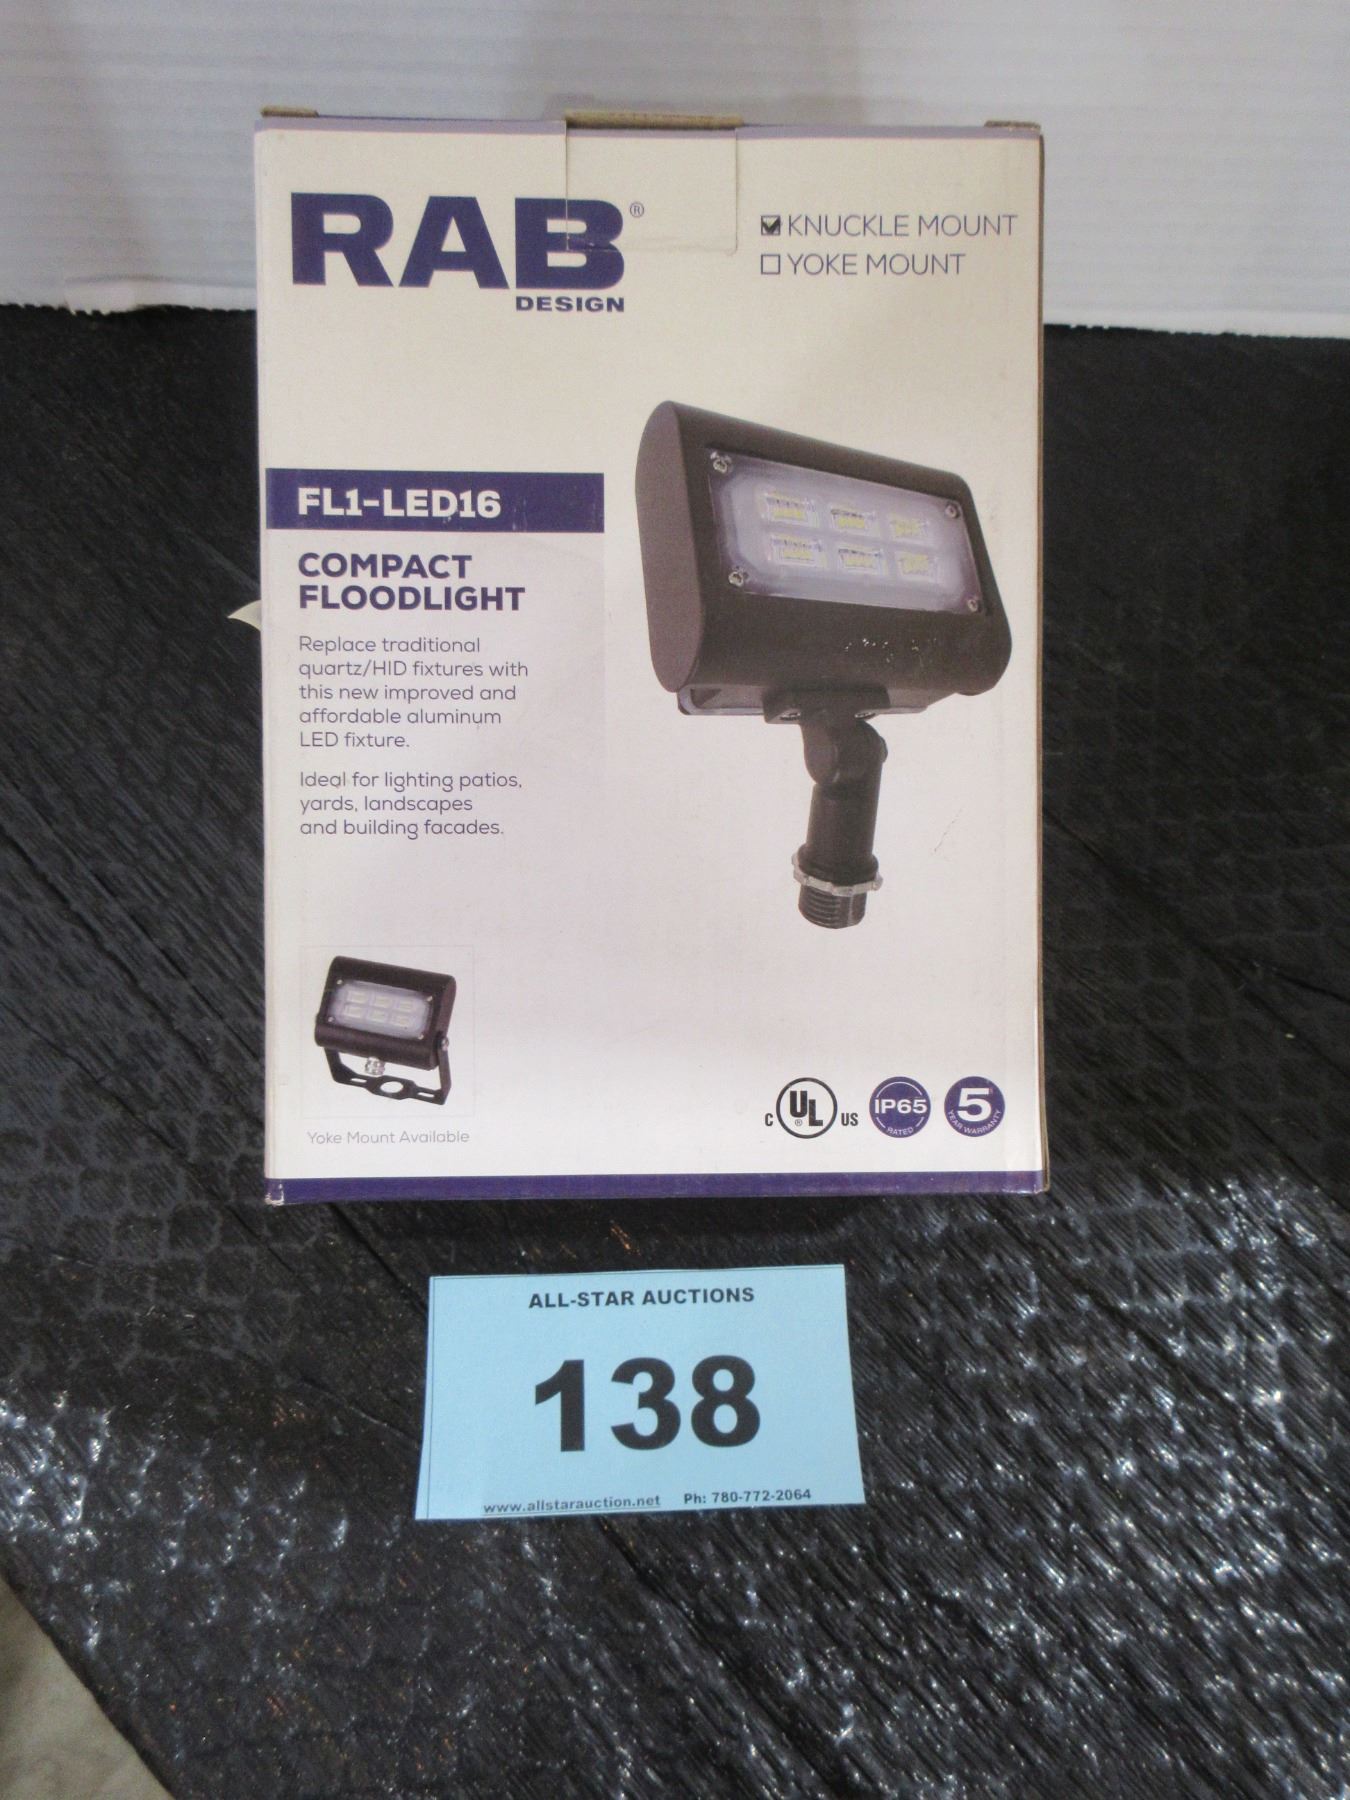 RAB®
DESIGN
KNUCKLE MOUNT
YOKE MOUNT
FL1-LED16
COMPACT
FLOODLIGHT
Replace traditional
quartz/HID fixtures with
this new improved and
affordable aluminum
LED fixture.
Ideal for lighting patios,
yards, landscapes
and building facades.
Yoke Mount Available
C UL® US
IP65
RATED
5
YEAR WARRANTY
ALL-STAR AUCTIONS
138
www.allstarauction.net Ph: 780-772-2064